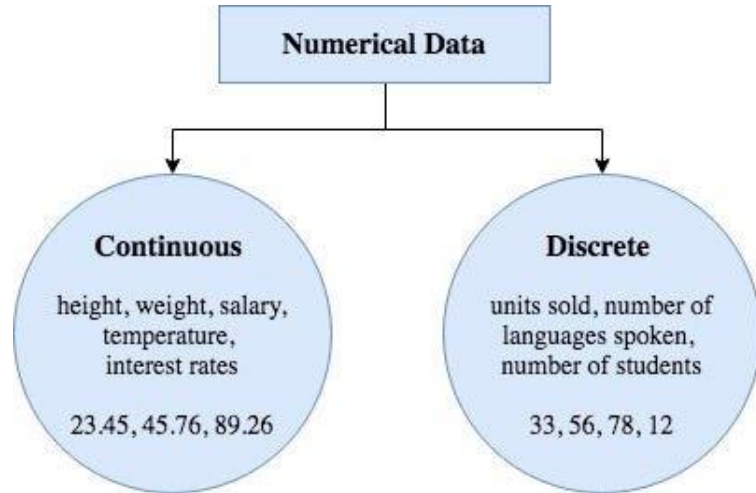 Numerical Data
Continuous
height, weight, salary,
temperature,
interest rates
23.45, 45.76, 89.26
Discrete
units sold, number of
languages spoken,
number of students
33, 56, 78, 12